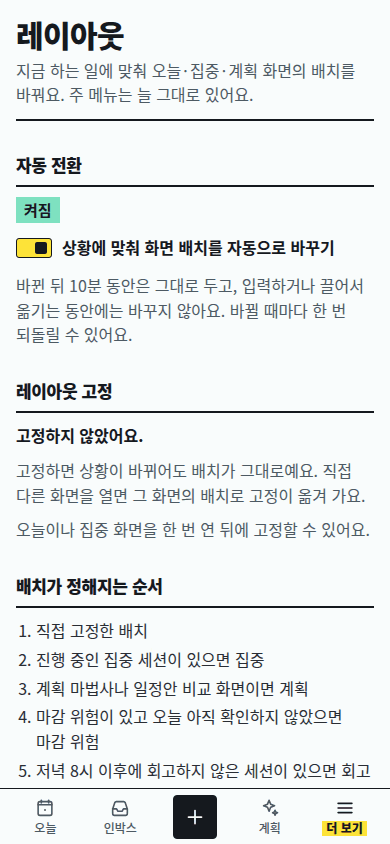 레이아웃
지금 하는 일에 맞춰 오늘·집중·계획 화면의 배치를
바꿔요. 주 메뉴는 늘 그대로 있어요.
자동 전환
켜짐
상황에 맞춰 화면 배치를 자동으로 바꾸기
바뀐 뒤 10분 동안은 그대로 두고, 입력하거나 끌어서
옮기는 동안에는 바꾸지 않아요. 바뀔 때마다 한 번
되돌릴 수 있어요.
레이아웃 고정
고정하지 않았어요.
고정하면 상황이 바뀌어도 배치가 그대로예요. 직접
다른 화면을 열면 그 화면의 배치로 고정이 옮겨 가요.
오늘이나 집중 화면을 한 번 연 뒤에 고정할 수 있어요.
배치가 정해지는 순서
1. 직접 고정한 배치
2. 진행 중인 집중 세션이 있으면 집중
3. 계획 마법사나 일정안 비교 화면이면 계획
4. 마감 위험이 있고 오늘 아직 확인하지 않았으면
마감 위험
5. 저녁 8시 이후에 회고하지 않은 세션이 있으면 회고
오늘
인박스
계획
더 보기